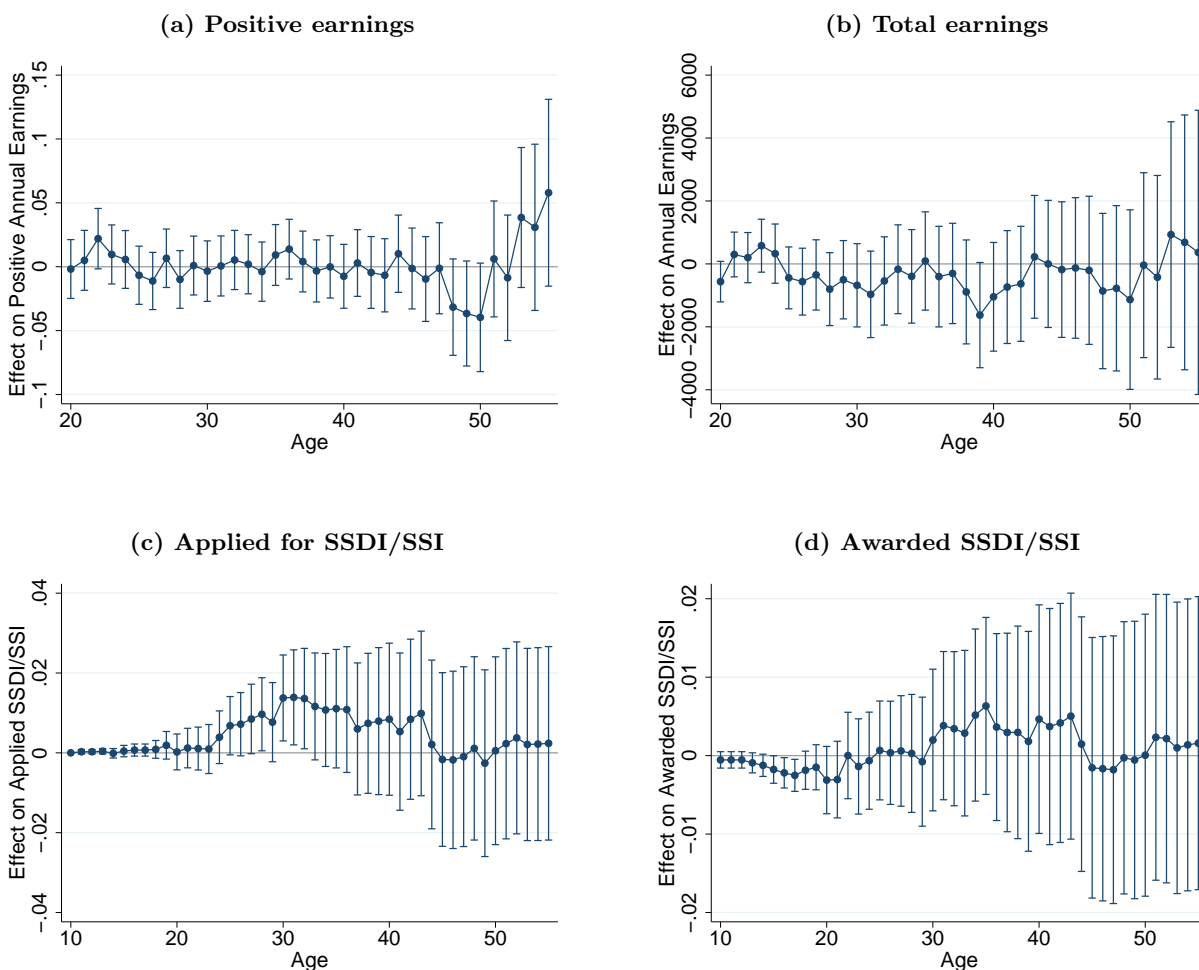 (a) Positive earnings
Effect on Positive Annual Earnings
.15
.1
.05
0
-.05
-.1
20 30 40 50
Age
(b) Total earnings
Effect on Annual Earnings
6000
4000
2000
0
-2000
-4000
20 30 40 50
Age
(c) Applied for SSDI/SSI
Effect on Applied SSDI/SSI
.04
.02
0
-.02
-.04
10 20 30 40 50
Age
(d) Awarded SSDI/SSI
Effect on Awarded SSDI/SSI
.02
.01
0
-.01
-.02
10 20 30 40 50
Age